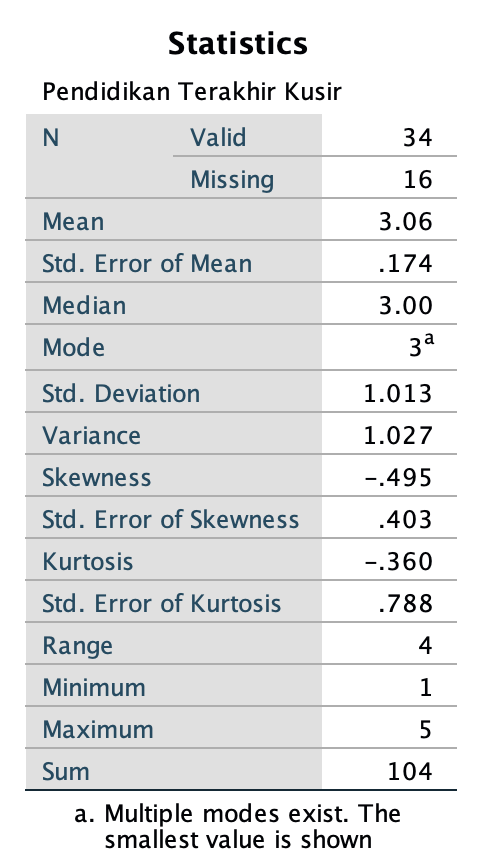 Statistics
Pendidikan Terakhir Kusir
N Valid 34
Missing 16
Mean 3.06
Std. Error of Mean .174
Median 3.00
Mode 3a
Std. Deviation 1.013
Variance 1.027
Skewness -.495
Std. Error of Skewness .403
Kurtosis -.360
Std. Error of Kurtosis .788
Range 4
Minimum 1
Maximum 5
Sum 104
a. Multiple modes exist. The
smallest value is shown